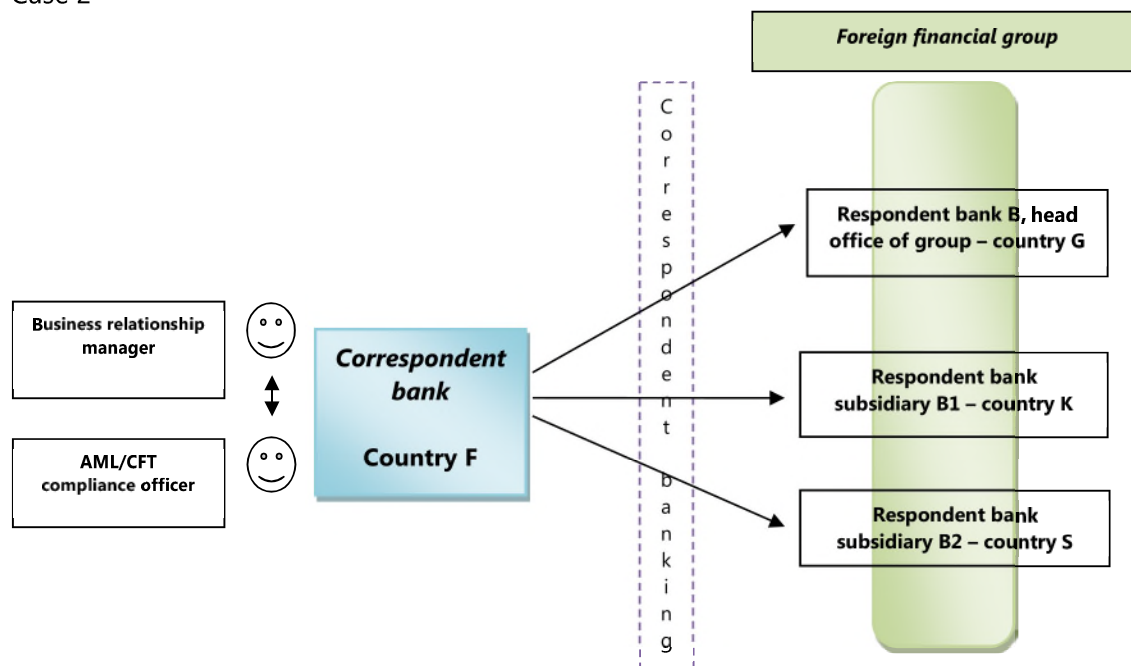 Case 2
Foreign financial group
Correspondent banking
Respondent bank B, head
office of group – country G
Business relationship
manager
Correspondent
bank
Country F
Respondent bank
subsidiary B1 – country K
AML/CFT
compliance officer
Respondent bank
subsidiary B2 – country S